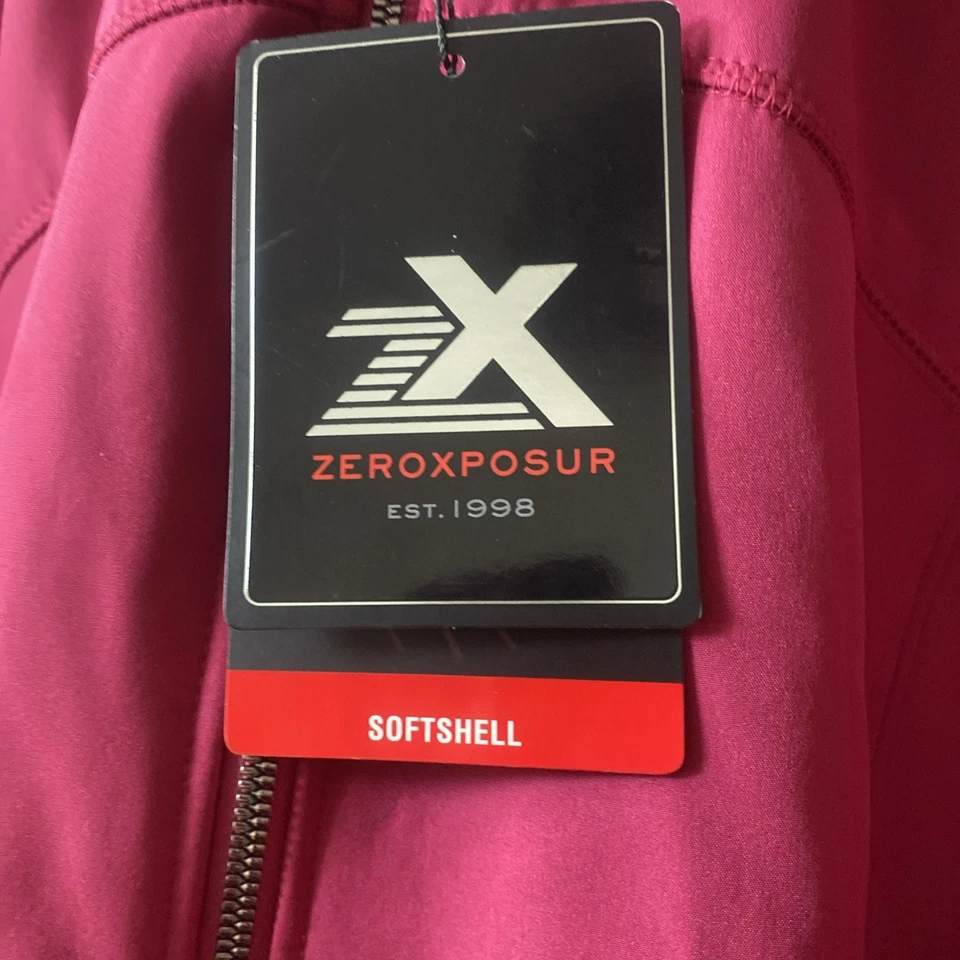 ZX
ZEROXPOSUR
EST. 1998
SOFTSHELL